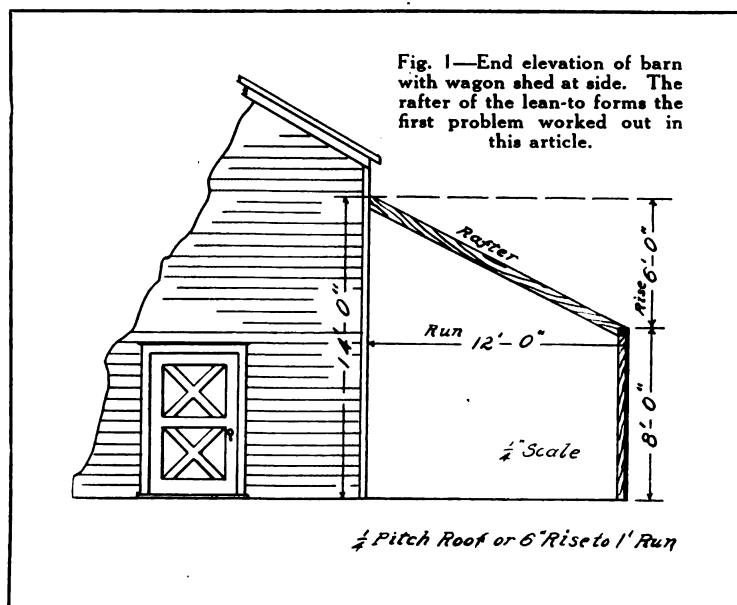 Fig. 1—End elevation of barn
with wagon shed at side. The
rafter of the lean-to forms the
first problem worked out in
this article.
Rafter
Rise 6'-0"
14'-0"
Run 12'-0"
8'-0"
¼" Scale
¼ Pitch Roof or 6" Rise to 1' Run